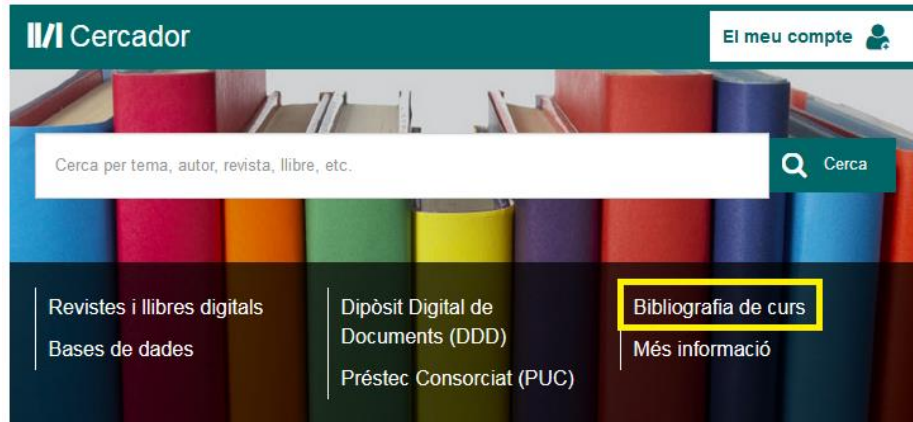 Cercador
El meu compte
Cerca per tema, autor, revista, llibre, etc.
Cerca
Revistes i llibres digitals
Bases de dades
Dipòsit Digital de
Documents (DDD)
Préstec Consorciat (PUC)
Bibliografia de curs
Més informació